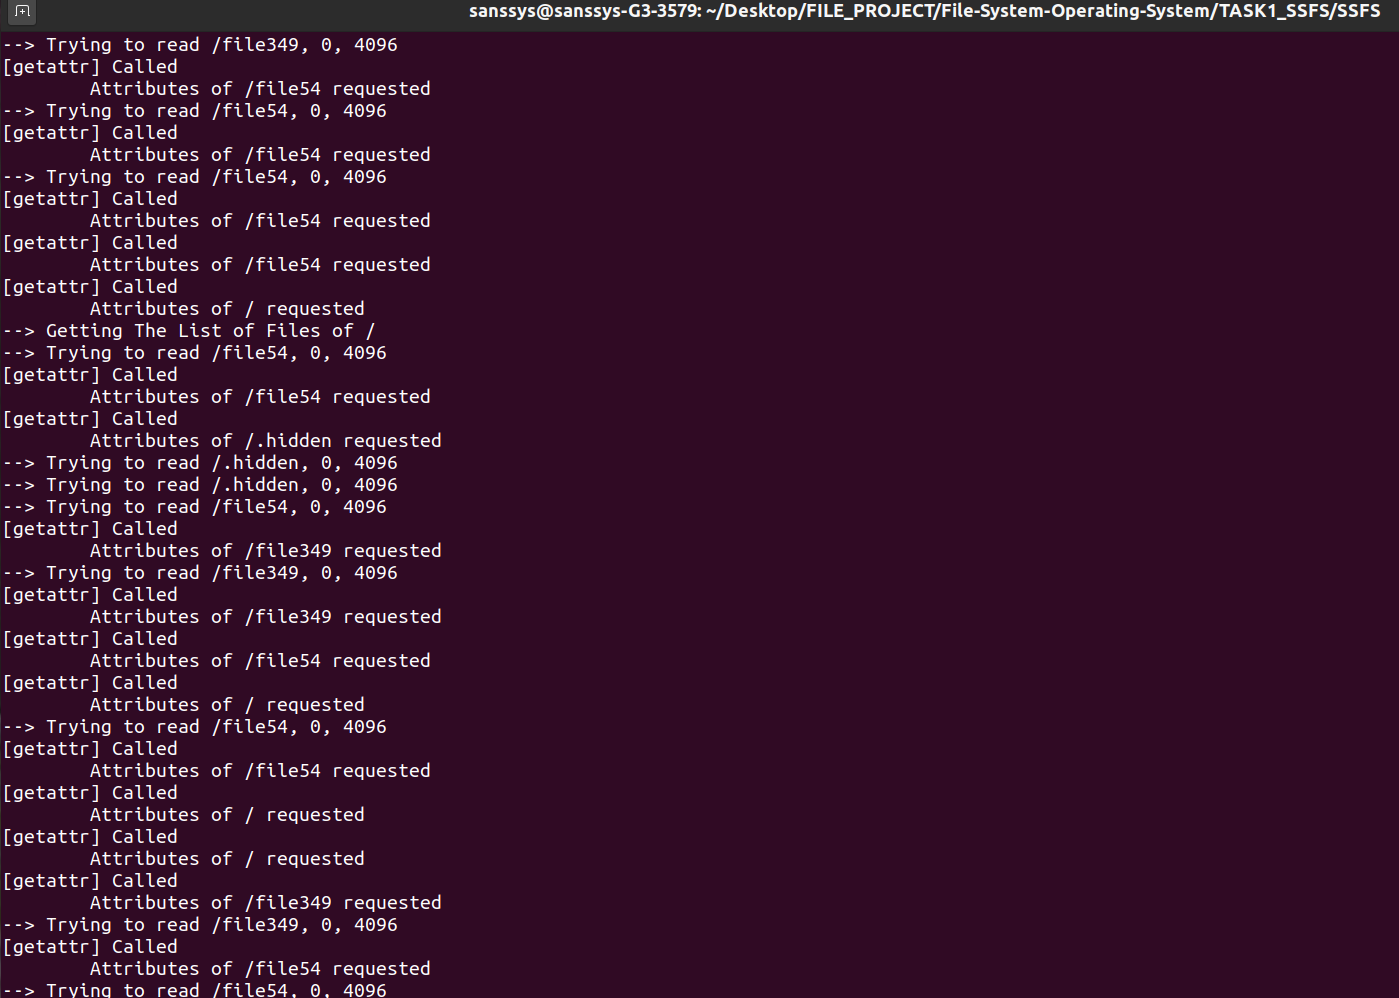 sanssys@sanssys-G3-3579: ~/Desktop/FILE_PROJECT/File-System-Operating-System/TASK1_SSFS/SSFS
--> Trying to read /file349, 0, 4096
[getattr] Called
Attributes of /file54 requested
--> Trying to read /file54, 0, 4096
[getattr] Called
Attributes of /file54 requested
--> Trying to read /file54, 0, 4096
[getattr] Called
Attributes of /file54 requested
[getattr] Called
Attributes of /file54 requested
[getattr] Called
Attributes of / requested
--> Getting The List of Files of /
--> Trying to read /file54, 0, 4096
[getattr] Called
Attributes of /file54 requested
[getattr] Called
Attributes of /.hidden requested
--> Trying to read /.hidden, 0, 4096
--> Trying to read /.hidden, 0, 4096
--> Trying to read /file54, 0, 4096
[getattr] Called
Attributes of /file349 requested
--> Trying to read /file349, 0, 4096
[getattr] Called
Attributes of /file349 requested
[getattr] Called
Attributes of /file54 requested
[getattr] Called
Attributes of / requested
--> Trying to read /file54, 0, 4096
[getattr] Called
Attributes of /file54 requested
[getattr] Called
Attributes of / requested
[getattr] Called
Attributes of / requested
[getattr] Called
Attributes of /file349 requested
--> Trying to read /file349, 0, 4096
[getattr] Called
Attributes of /file54 requested
--> Trying to read /file54, 0, 4096